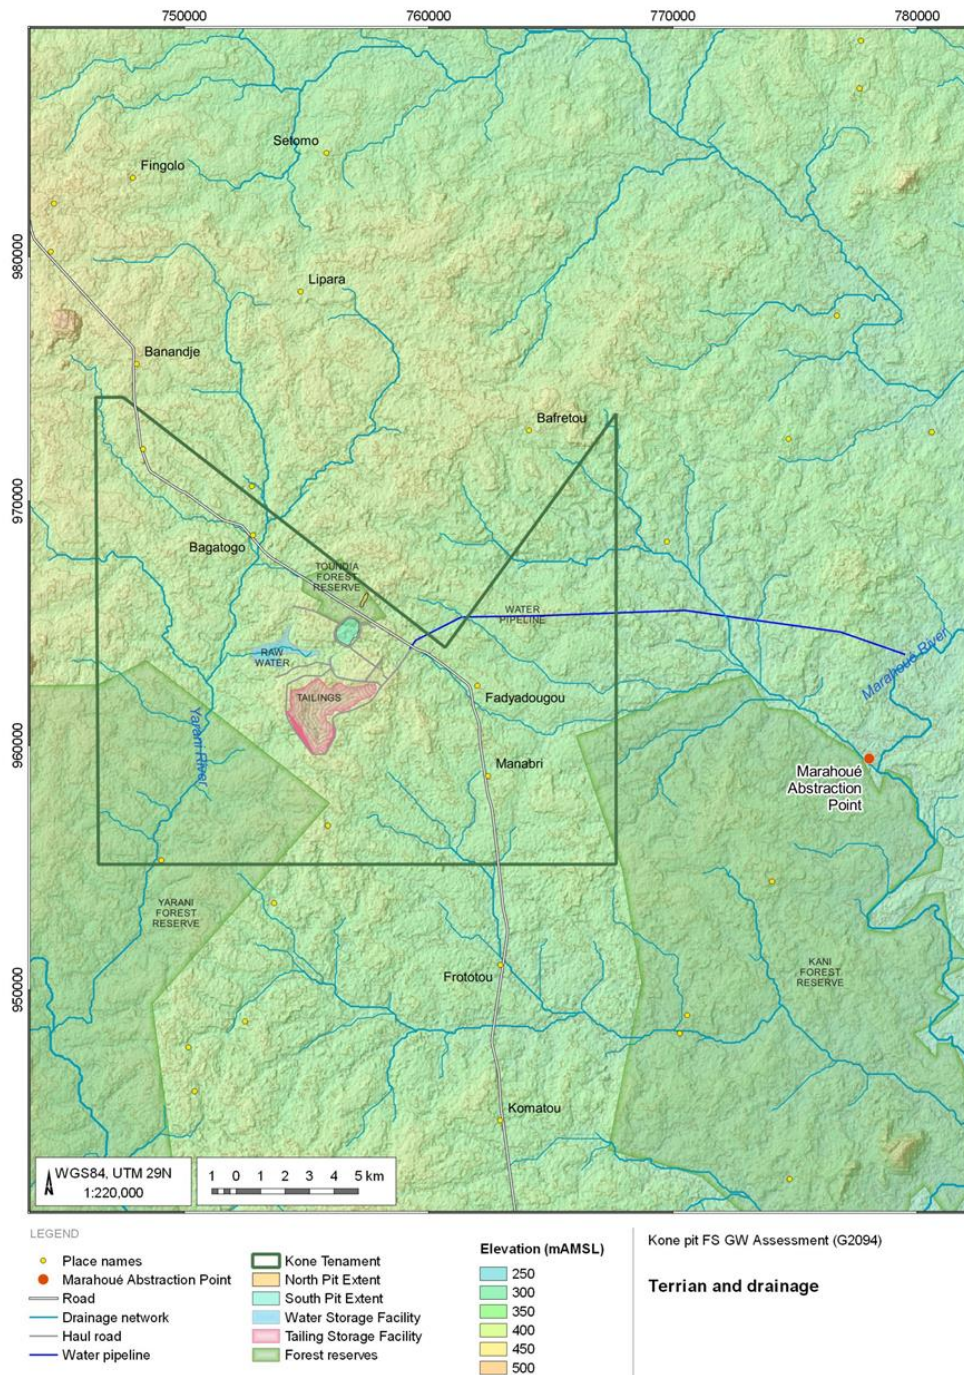 750000
760000
770000
780000
980000
970000
960000
950000
Setomo
Fingolo
Lipara
Banandje
Bafretou
Bagatogo
TOUNDIA
FOREST
RESERVE
WATER
PIPELINE
RAW
WATER
Marahoué River
TAILINGS
Fadyadougou
Yarani River
Manabri
Marahoué
Abstraction
Point
YARANI
FOREST
RESERVE
KANI
FOREST
RESERVE
Frototou
Komatou
WGS84, UTM 29N
1:220,000
1 0 1 2 3 4 5 km
LEGEND
Place names
Marahoué Abstraction Point
Road
Drainage network
Haul road
Water pipeline
Kone Tenament
North Pit Extent
South Pit Extent
Water Storage Facility
Tailing Storage Facility
Forest reserves
Elevation (mAMSL)
250
300
350
400
450
500
Kone pit FS GW Assessment (G2094)
Terrian and drainage